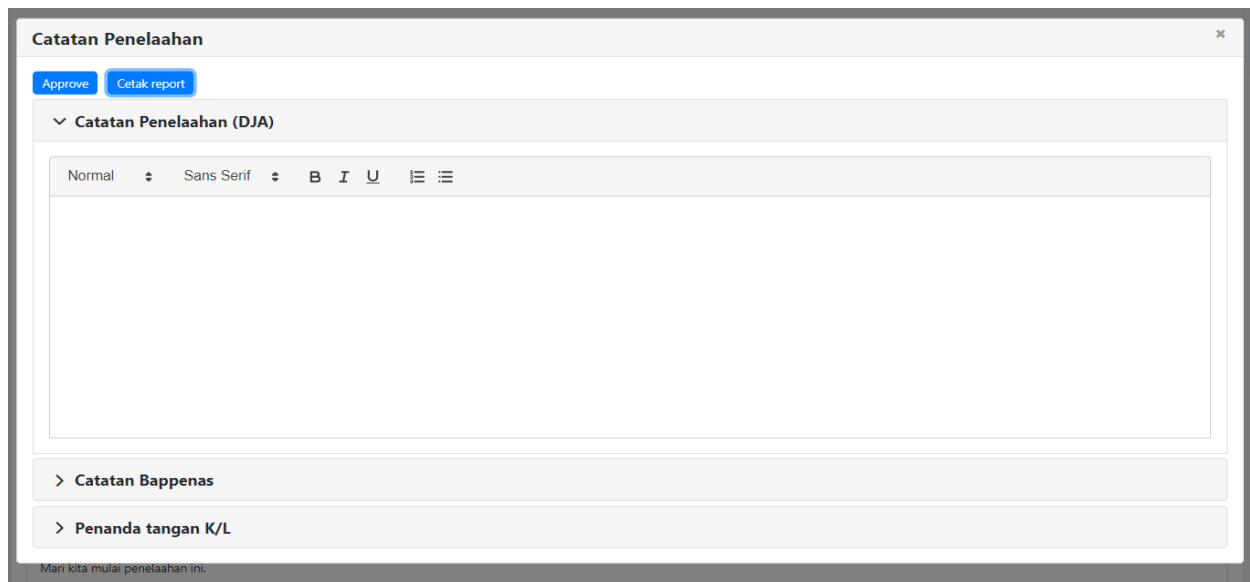 Catatan Penelaahan
Approve Cetak report
Catatan Penelaahan (DJA)
Normal Sans Serif B I U
Catatan Bappenas
Penanda tangan K/L
Mari kita mulai penelaahan ini.